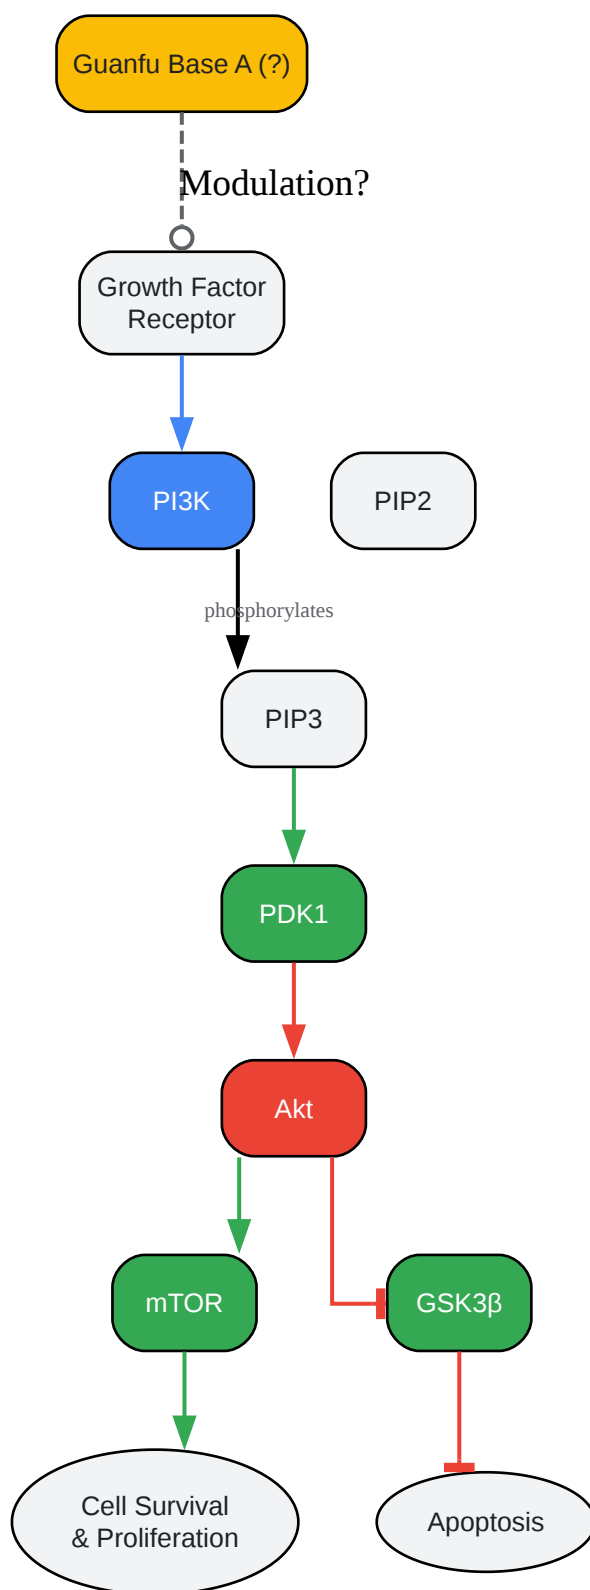 Guanfu Base A (?)
Modulation?
Growth Factor
Receptor
PI3K
PIP2
phosphorylates
PIP3
PDK1
Akt
mTOR
GSK3β
Cell Survival
& Proliferation
Apoptosis